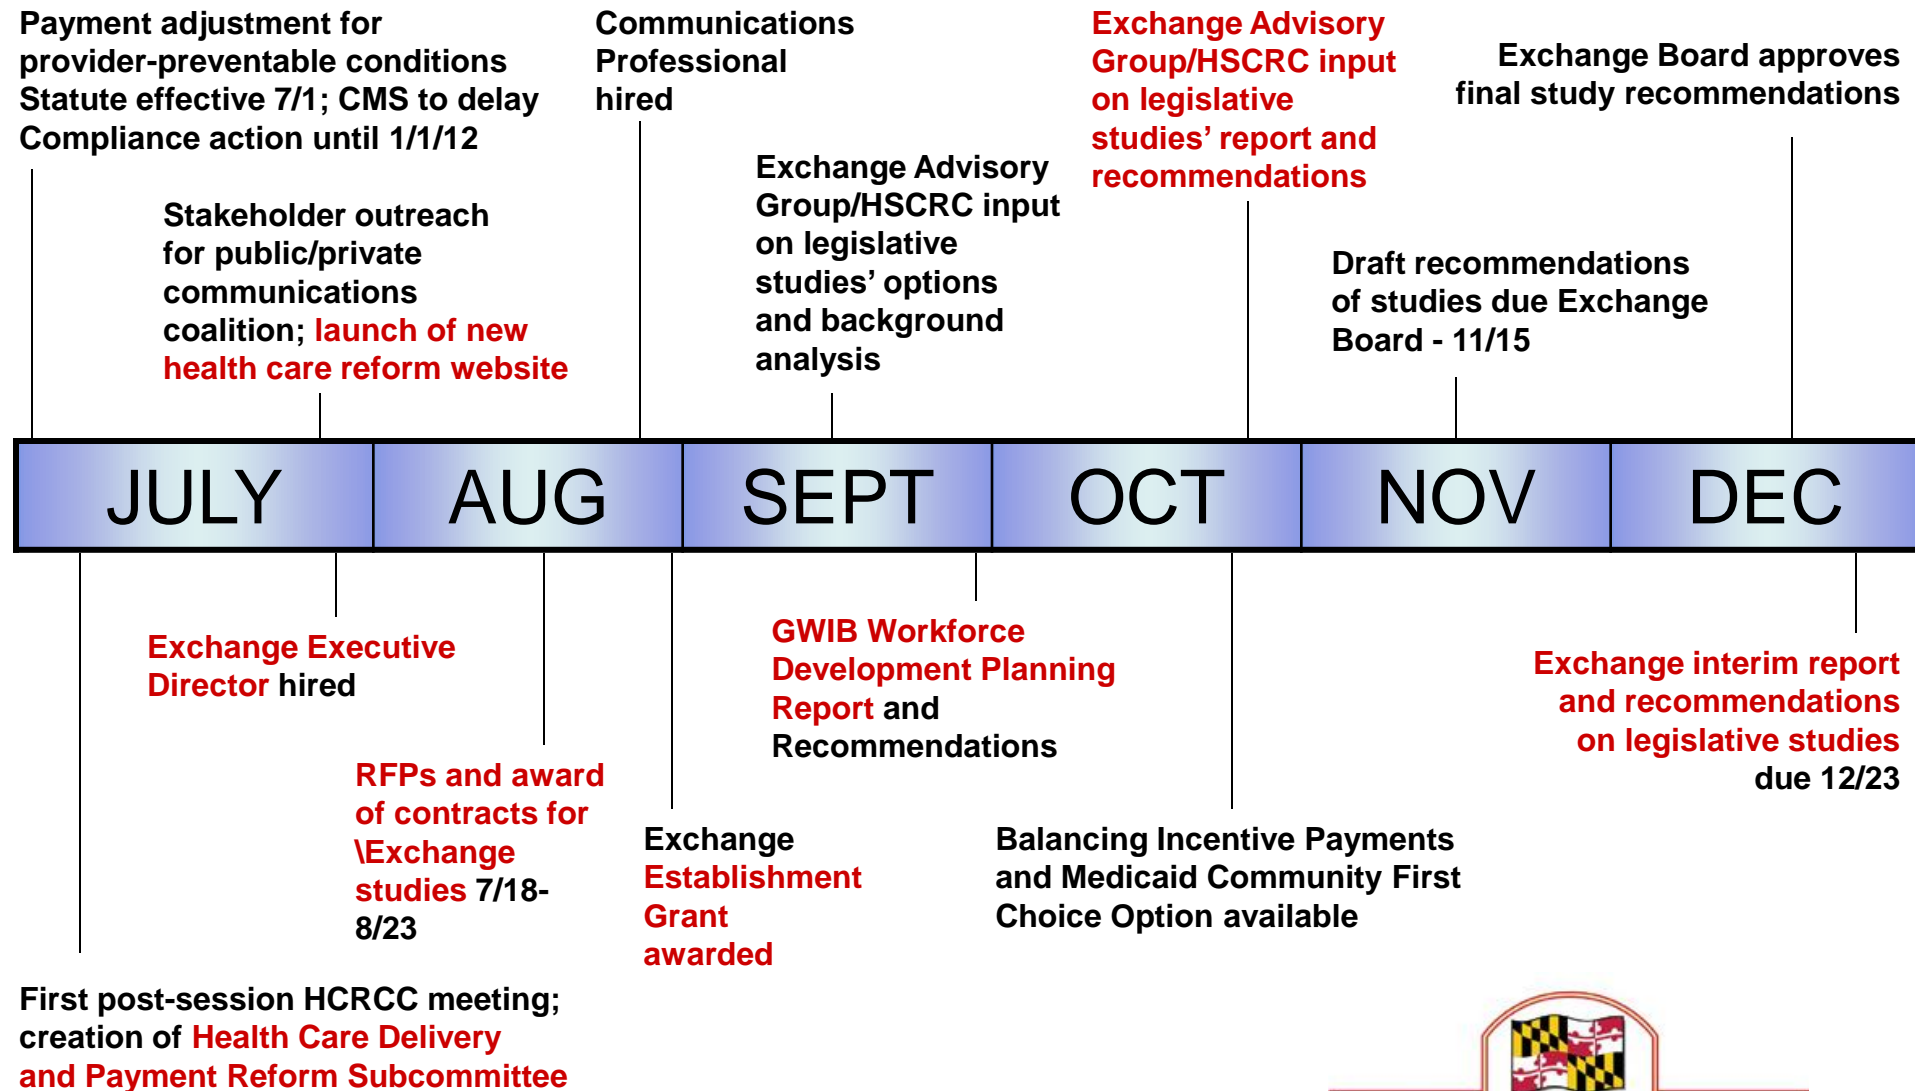 Payment adjustment for
provider-preventable conditions
Statute effective 7/1; CMS to delay
Compliance action until 1/1/12
Communications
Professional
hired
Exchange Advisory
Group/HSCRC input
on legislative
studies' report and
recommendations
Exchange Board approves
final study recommendations
Stakeholder outreach
for public/private
communications
coalition; launch of new
health care reform website
Exchange Advisory
Group/HSCRC input
on legislative
studies' options
and background
analysis
Draft recommendations
of studies due Exchange
Board - 11/15
JULY
AUG
SEPT
OCT
NOV
DEC
Exchange Executive
Director hired
GWIB Workforce
Development Planning
Report and
Recommendations
Exchange interim report
and recommendations
on legislative studies
due 12/23
RFPs and award
of contracts for
\Exchange
studies 7/18-
8/23
Exchange
Establishment
Grant
awarded
Balancing Incentive Payments
and Medicaid Community First
Choice Option available
First post-session HCRCC meeting;
creation of Health Care Delivery
and Payment Reform Subcommittee